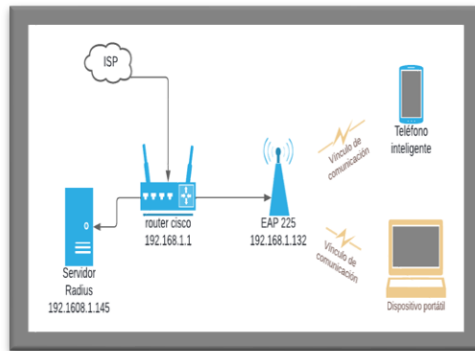 ISP
Teléfono
inteligente
Vínculo de
comunicación
router cisco
192.168.1.1
EAP 225
192.168.1.132
Vínculo de
comunicación
Servidor
Radius
192.1608.1.145
Dispositivo portátil